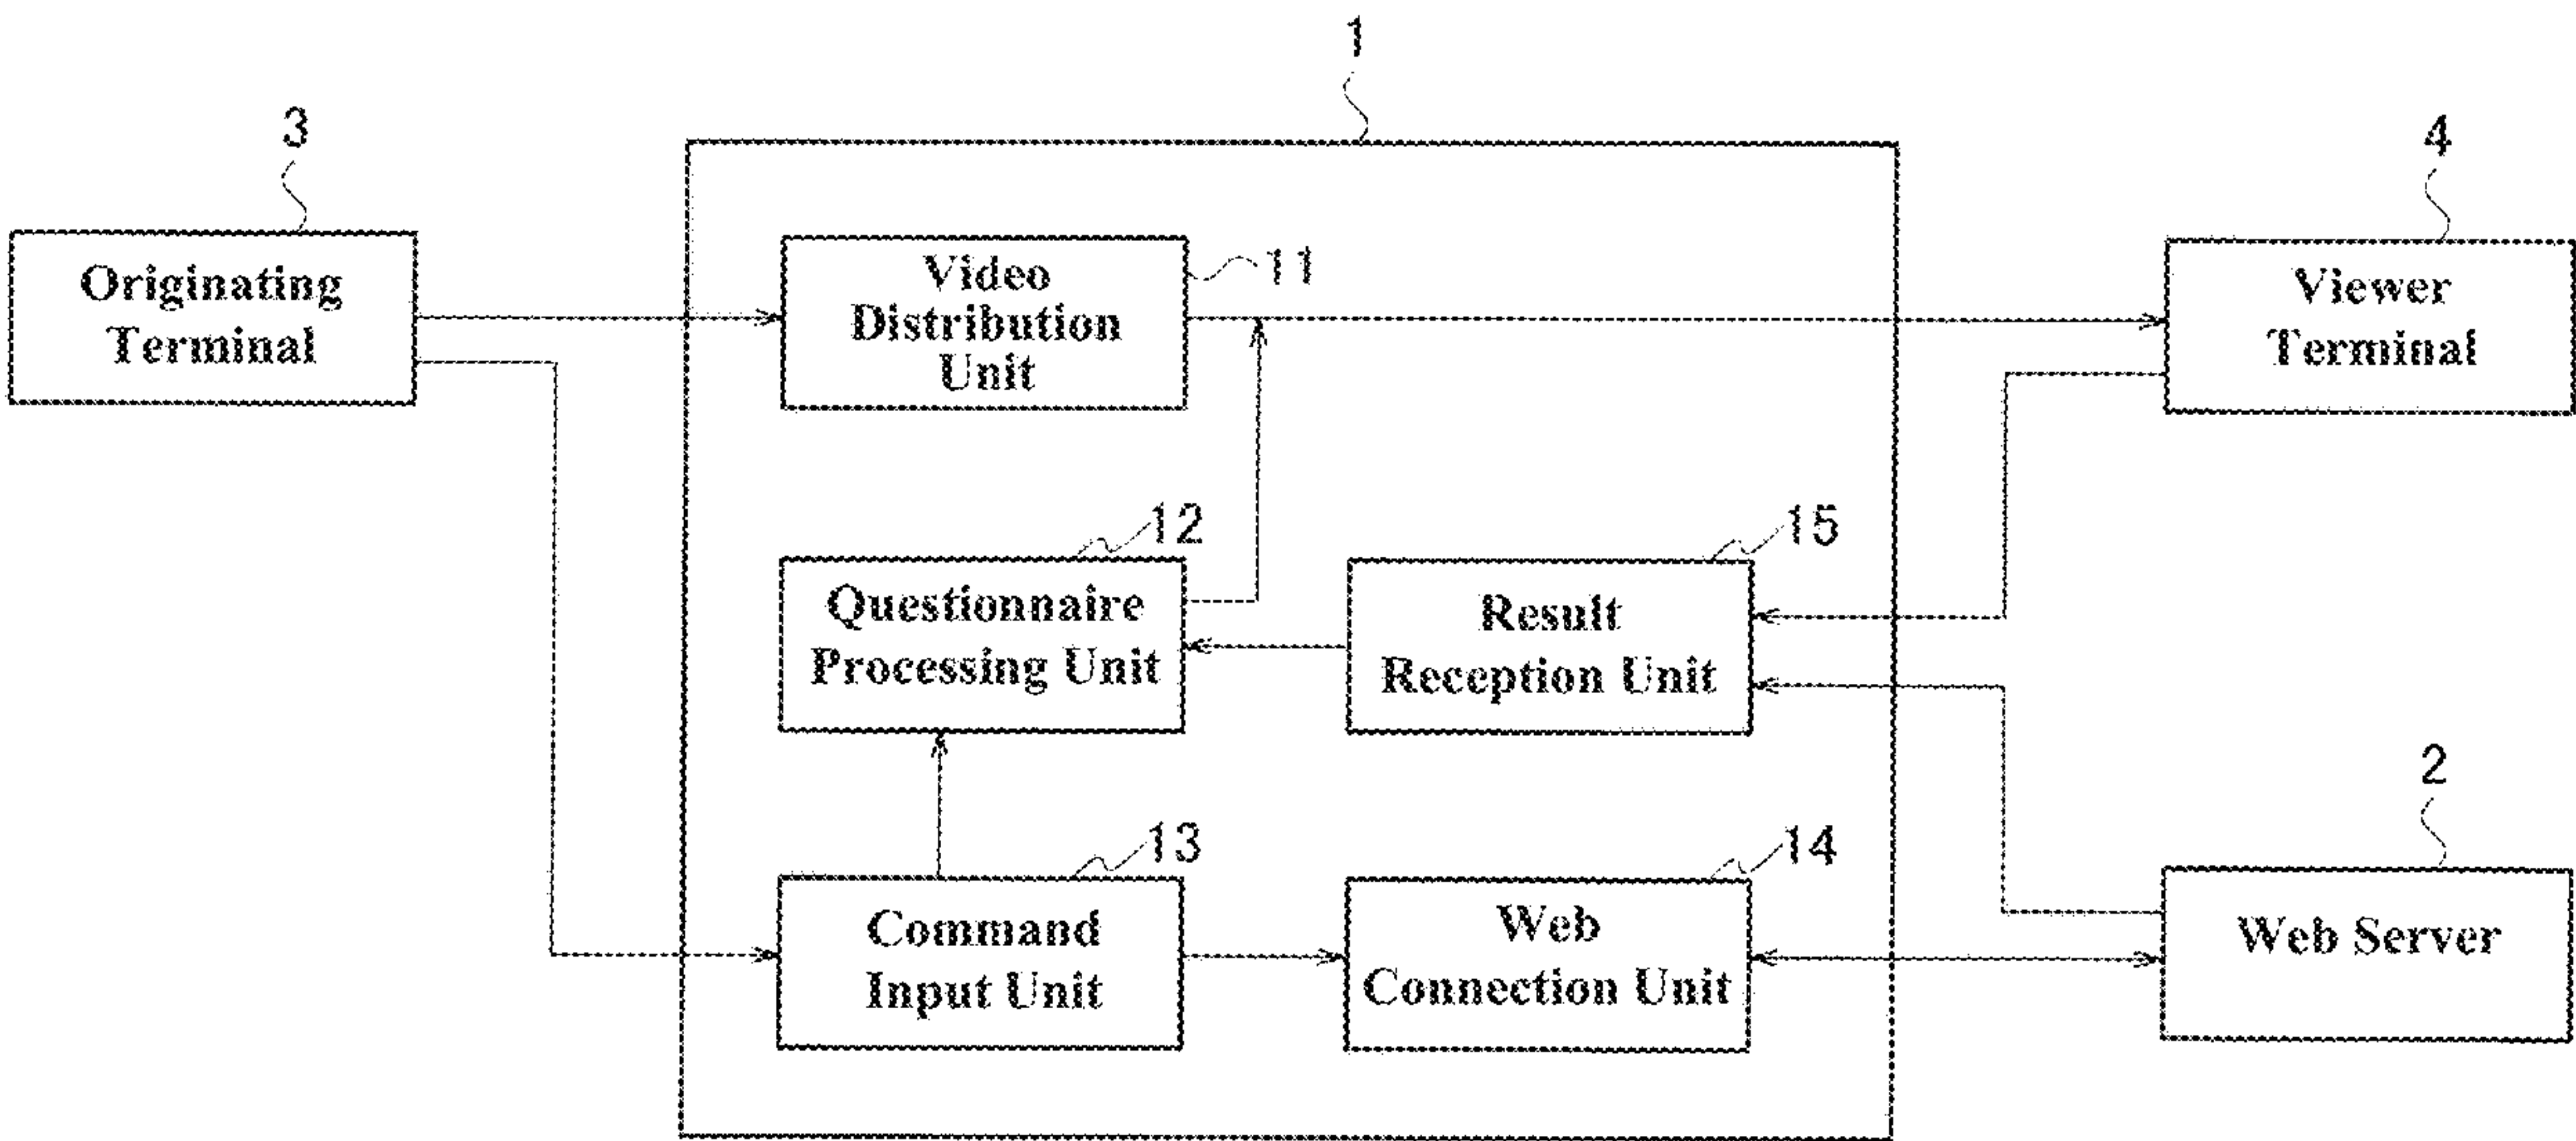 1
3
4
Originating
Terminal
Video
Distribution
Unit
11
Viewer
Terminal
12
Questionnaire
Processing Unit
15
Result
Reception Unit
2
13
Command
Input Unit
14
Web
Connection Unit
Web Server